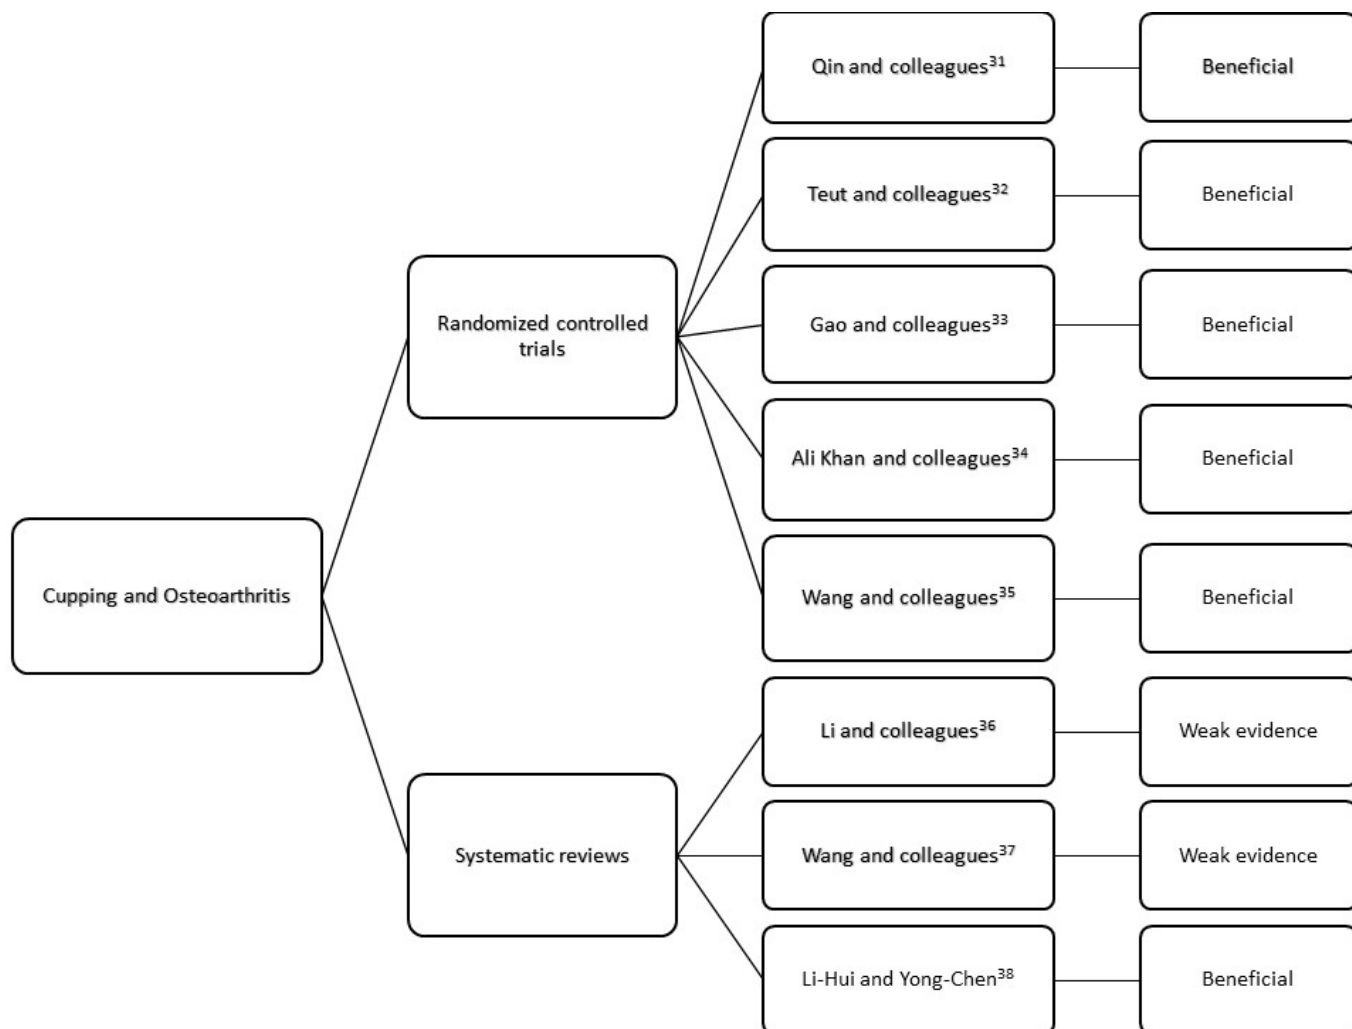 Cupping and Osteoarthritis
Randomized controlled
trials
Qin and colleagues³¹
Beneficial
Teut and colleagues³²
Beneficial
Gao and colleagues³³
Beneficial
Ali Khan and colleagues³⁴
Beneficial
Wang and colleagues³⁵
Beneficial
Systematic reviews
Li and colleagues³⁶
Weak evidence
Wang and colleagues³⁷
Weak evidence
Li-Hui and Yong-Chen³⁸
Beneficial